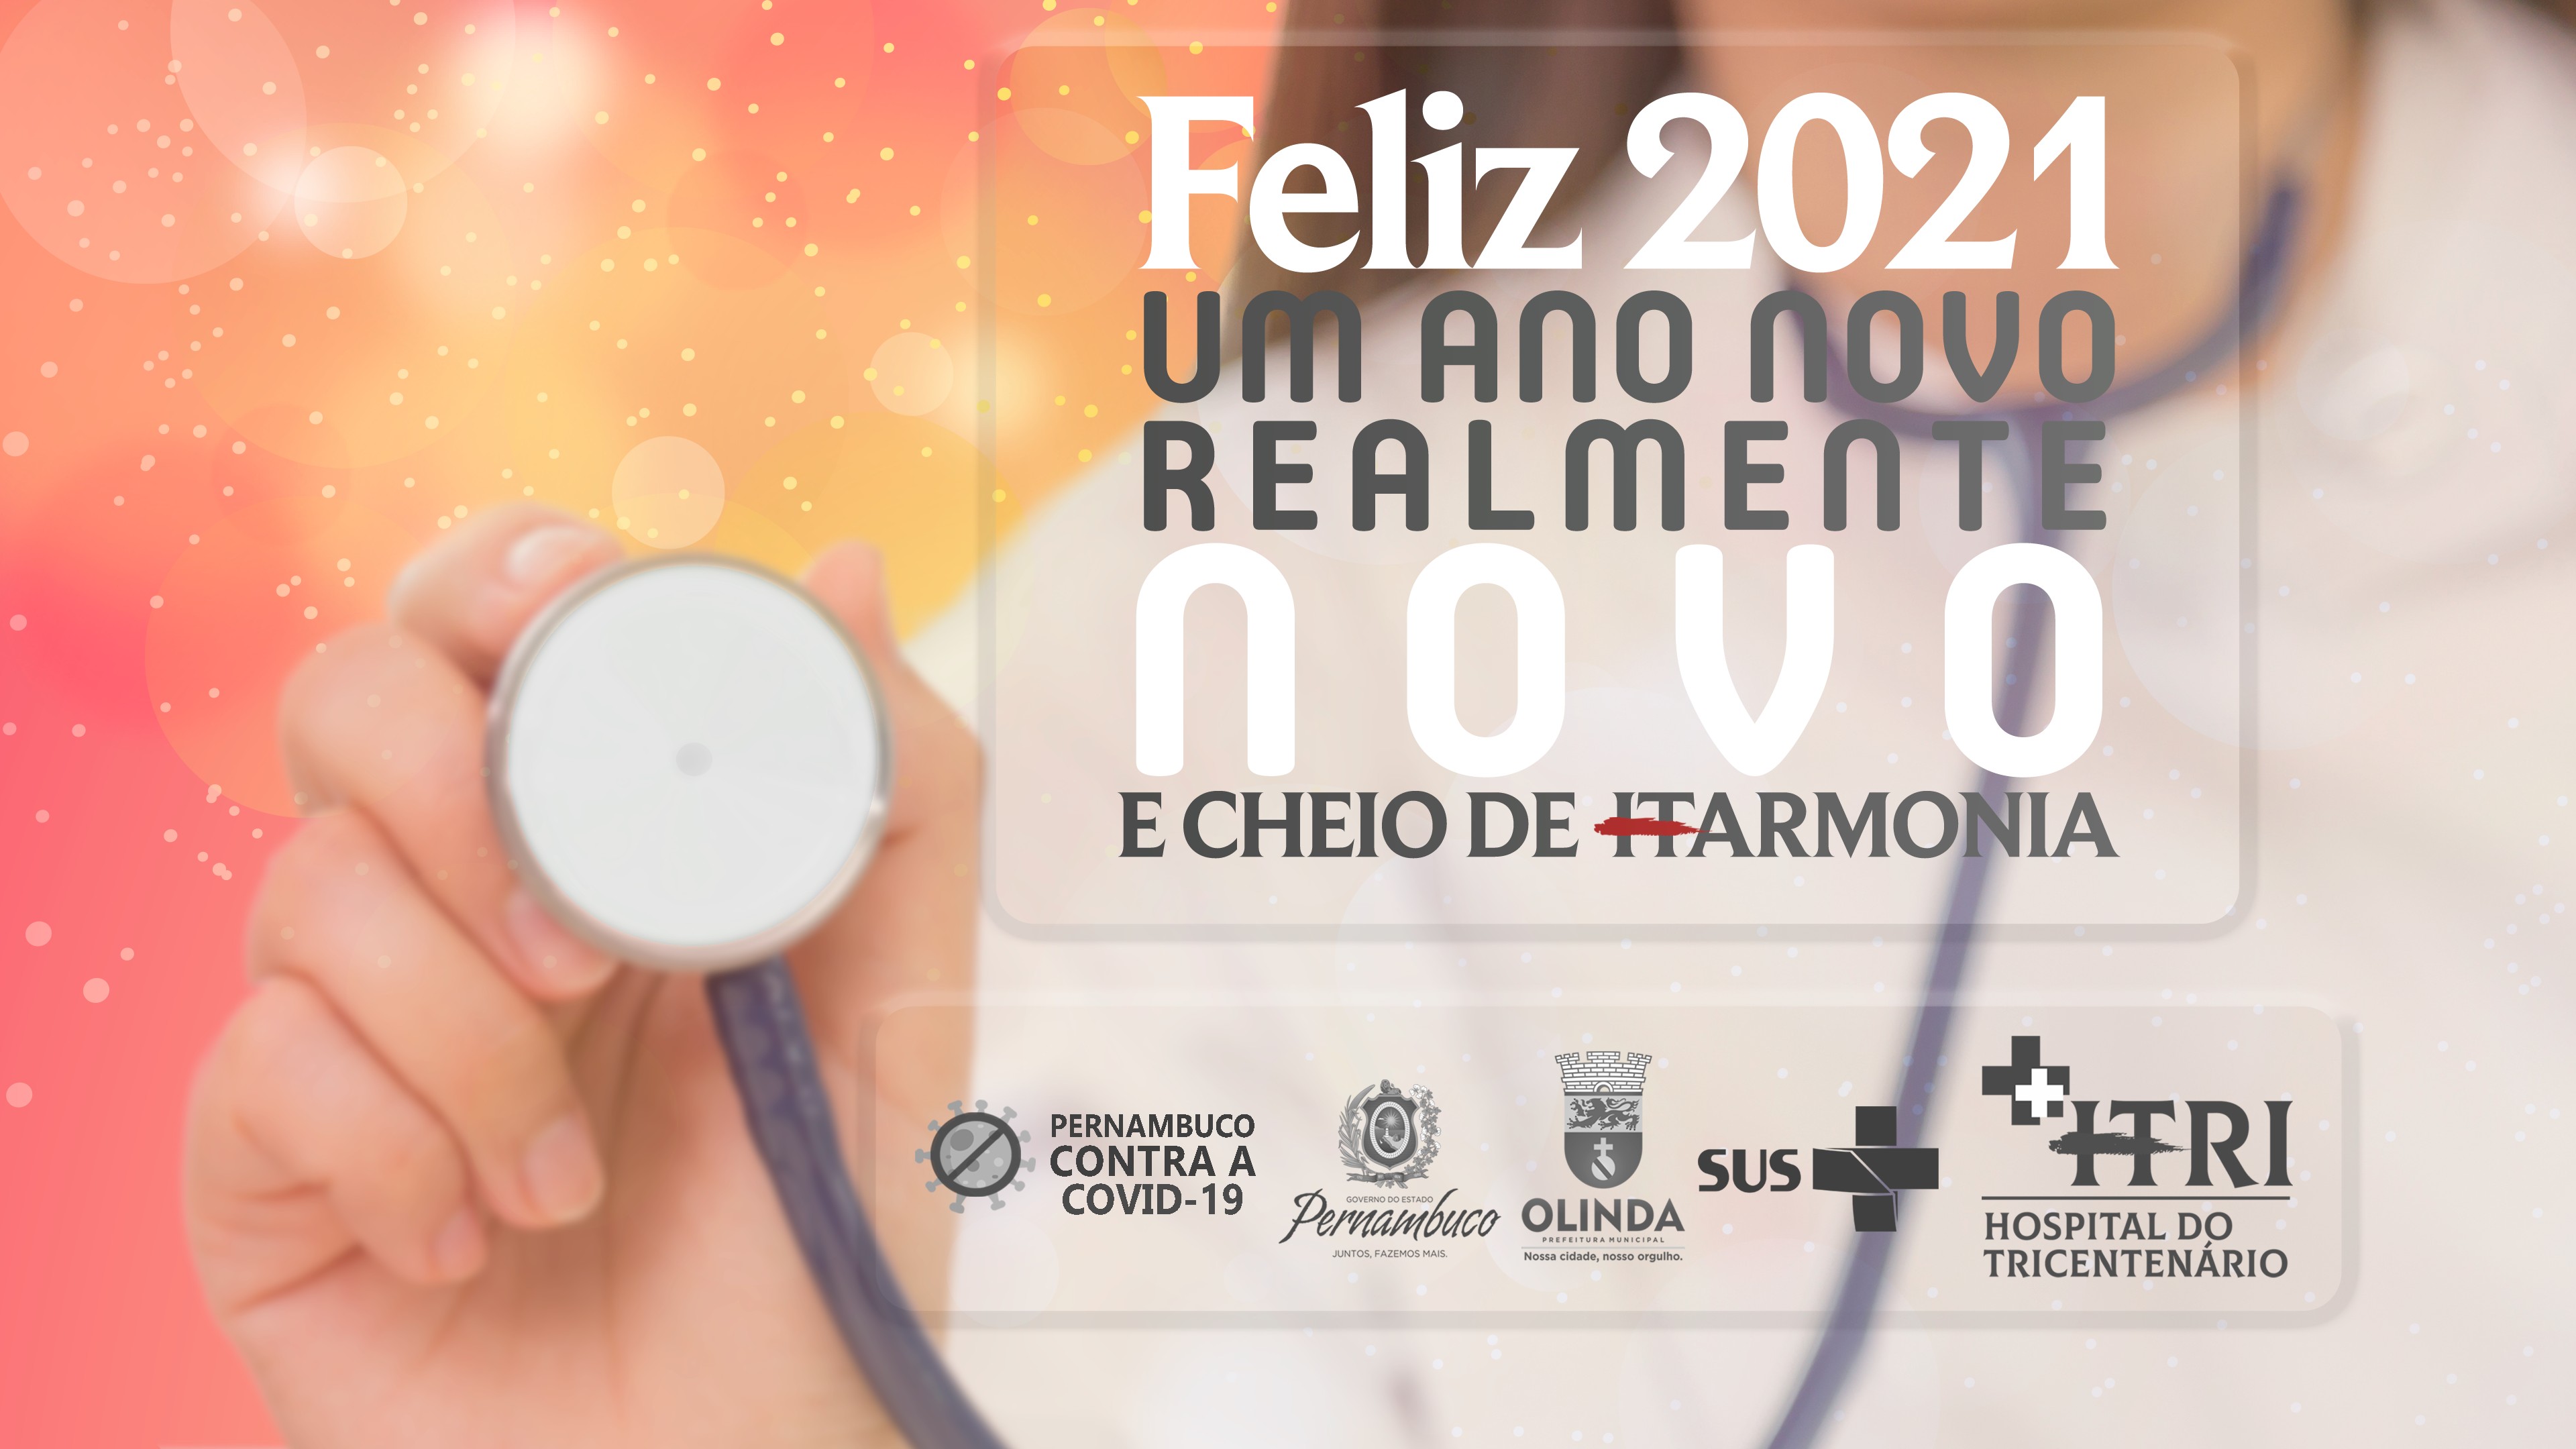 Feliz 2021
UM ANO NOVO
REALMENTE
NOVO
E CHEIO DE HARMONIA
PERNAMBUCO
CONTRA A
COVID-19
GOVERNO DO ESTADO
Pernambuco
JUNTOS, FAZEMOS MAIS.
OLINDA
PREFEITURA MUNICIPAL
Nossa cidade, nosso orgulho.
SUS
HTRI
HOSPITAL DO
TRICENTENÁRIO